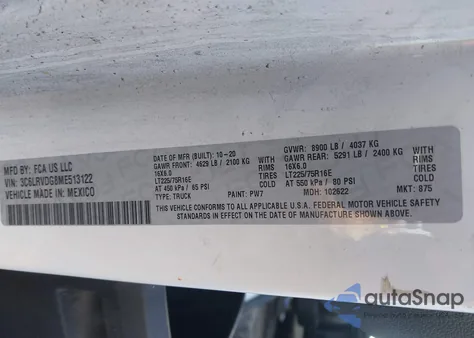 MFD BY: FCA US LLC
VIN: 3C6LRVDG8ME513122
VEHICLE MADE IN: MEXICO
DATE OF MFR (BUILT): 10-20
GAWR FRONT: 4629 LB / 2100 KG
16X6.0
LT225/75R16E
AT 450 kPa / 65 PSI
TYPE: TRUCK
WITH
RIMS
TIRES
PAINT: PW7
GVWR: 8900 LB / 4037 KG
GAWR REAR: 5291 LB / 2400 KG
16X6.0
LT225/75R16E
AT 550 kPa / 80 PSI
MDH: 102622
WITH
RIMS
TIRES
MKT: 875
THIS VEHICLE CONFORMS TO ALL APPLICABLE U.S.A. FEDERAL MOTOR VEHICLE SAFETY
STANDARDS IN EFFECT ON THE DATE OF MANUFACTURE SHOWN ABOVE
autoSnap